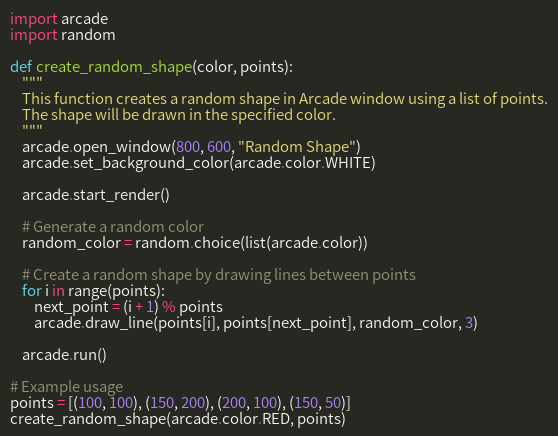 import arcade
import random

def create_random_shape(color, points):
    """
    This function creates a random shape in Arcade window using a list of points.
    The shape will be drawn in the specified color.
    """
    arcade.open_window(800, 600, "Random Shape")
    arcade.set_background_color(arcade.color.WHITE)

    arcade.start_render()

    # Generate a random color
    random_color = random.choice(list(arcade.color))

    # Create a random shape by drawing lines between points
    for i in range(points):
        next_point = (i + 1) % points
        arcade.draw_line(points[i], points[next_point], random_color, 3)

    arcade.run()

# Example usage
points = [(100, 100), (150, 200), (200, 100), (150, 50)]
create_random_shape(arcade.color.RED, points)